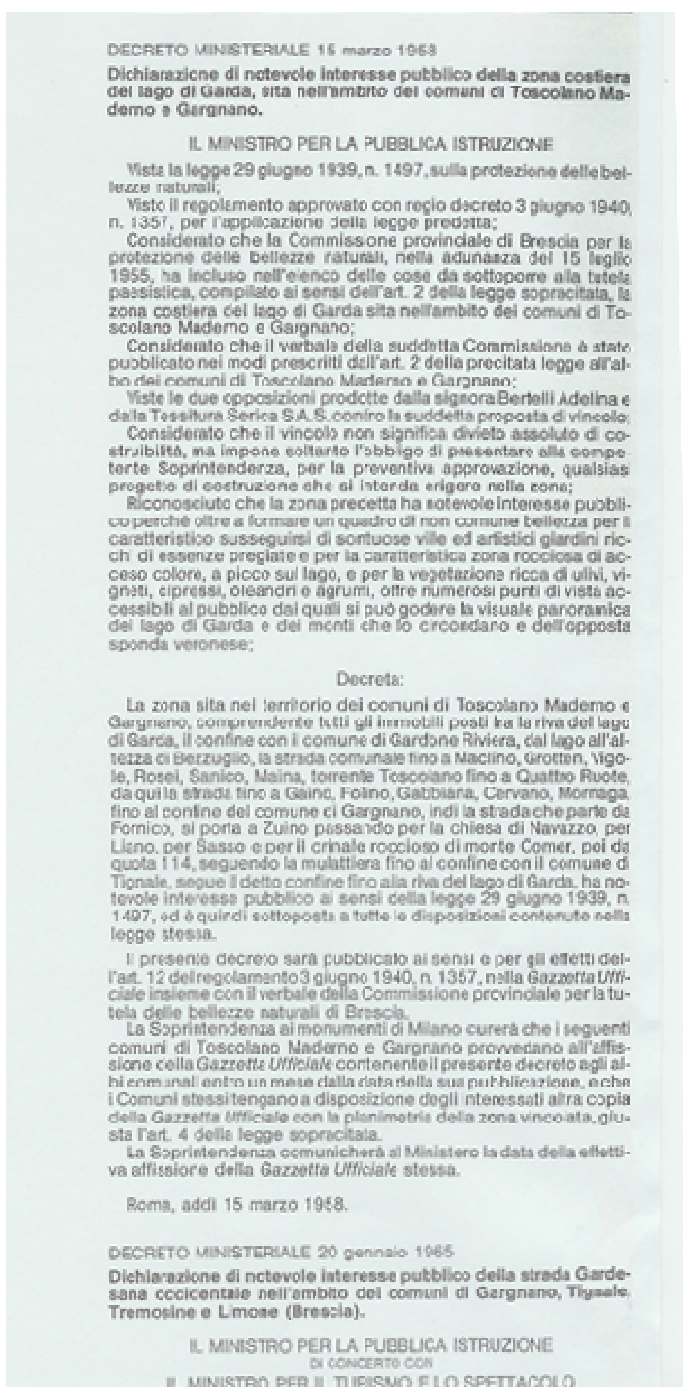 DECRETO MINISTERIALE 15 marzo 1958
Dichiarazione di notevole interesse pubblico della zona costiera
del lago di Garda, sita nell'ambito dei comuni di Toscolano Ma-
derno e Gargnano.
IL MINISTRO PER LA PUBBLICA ISTRUZIONE
Vista la legge 29 giugno 1939, n. 1497, sulla protezione delle bel-
lezze naturali;
Visto il regolamento approvato con regio decreto 3 giugno 1940,
n. 1357, per l'applicazione della legge predetta;
Considerato che la Commissione provinciale di Brescia per la
protezione delle bellezze naturali, nella adunanza del 15 luglio
1955, ha incluso nell'elenco delle cose da sottoporre alla tutela
paesistica, compilato ai sensi dell'art. 2 della legge sopracitata, la
zona costiera del lago di Garda sita nell'ambito dei comuni di To-
scolano Maderno e Gargnano;
Considerato che il verbale della suddetta Commissione è stato
pubblicato nei modi prescritti dall'art. 2 della precitata legge all'al-
bo dei comuni di Toscolano Maderno e Gargnano;
Viste le due opposizioni prodotte dalla signora Bertelli Adelina e
dalla Tessitura Serica S.A.S. contro la suddetta proposta di vincolo;
Considerato che il vincolo non significa divieto assoluto di co-
struibilità, ma impone soltanto l'obbligo di presentare alla compe-
tente Soprintendenza, per la preventiva approvazione, qualsiasi
progetto di costruzione che si intenda erigere nella zona;
Riconosciuto che la zona predetta ha notevole interesse pubbli-
co perché oltre a formare un quadro di non comune bellezza per il
caratteristico susseguirsi di sontuose ville ed artistici giardini ric-
chi di essenze pregiate e per la caratteristica zona rocciosa di ac-
ceso colore, a picco sul lago, e per la vegetazione ricca di ulivi, vi-
gneti, cipressi, oleandri e agrumi, offre numerosi punti di vista ac-
cessibili al pubblico dai quali si può godere la visuale panoramica
del lago di Garda e dei monti che lo circondano e dell'opposta
sponda veronese;
Decreta:
La zona sita nel territorio dei comuni di Toscolano Maderno e
Gargnano, comprendente tutti gli immobili posti tra la riva del lago
di Garda, il confine con il comune di Gardone Riviera, dal lago all'al-
tezza di Berzuglio, la strada comunale fino a Maclino, Grotten, Vigo-
le, Rosei, Sanico, Maina, torrente Toscolano fino a Quattro Ruote,
da qui la strada fino a Gaino, Folino, Gabbiana, Cervano, Mornaga,
fino al confine del comune di Gargnano, indi la strada che parte da
Fornico, si porta a Zuino passando per la chiesa di Navazzo, per
Liano, per Sasso e per il crinale roccioso di monte Comer, poi da
quota 114, seguendo la mulattiera fino al confine con il comune di
Tignale, segue il detto confine fino alla riva del lago di Garda, ha no-
tevole interesse pubblico ai sensi della legge 29 giugno 1939, n.
1497, ed è quindi sottoposta a tutte le disposizioni contenute nella
legge stessa.
Il presente decreto sarà pubblicato ai sensi e per gli effetti del-
l'art. 12 del regolamento 3 giugno 1940, n. 1357, nella Gazzetta Uffi-
ciale insieme con il verbale della Commissione provinciale per la tu-
tela delle bellezze naturali di Brescia.
La Soprintendenza ai monumenti di Milano curerà che i seguenti
comuni di Toscolano Maderno e Gargnano provvedano all'affis-
sione della Gazzetta Ufficiale contenente il presente decreto agli al-
bi comunali entro un mese dalla data della sua pubblicazione, e che
i Comuni stessi tengano a disposizione degli interessati altra copia
della Gazzetta Ufficiale con la planimetria della zona vincolata, giu-
sta l'art. 4 della legge sopracitata.
La Soprintendenza comunicherà al Ministero la data della effetti-
va affissione della Gazzetta Ufficiale stessa.
Roma, addì 15 marzo 1958.
DECRETO MINISTERIALE 20 gennaio 1965
Dichiarazione di notevole interesse pubblico della strada Garde-
sana occidentale nell'ambito dei comuni di Gargnano, Tignale,
Tremosine e Limone (Brescia).
IL MINISTRO PER LA PUBBLICA ISTRUZIONE
DI CONCERTO CON
IL MINISTRO PER IL TURISMO E LO SPETTACOLO